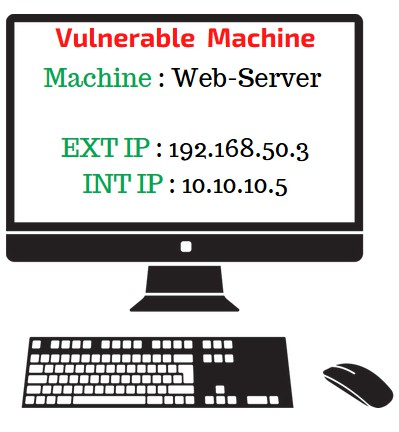 Vulnerable Machine
Machine : Web-Server
EXT IP : 192.168.50.3
INT IP : 10.10.10.5